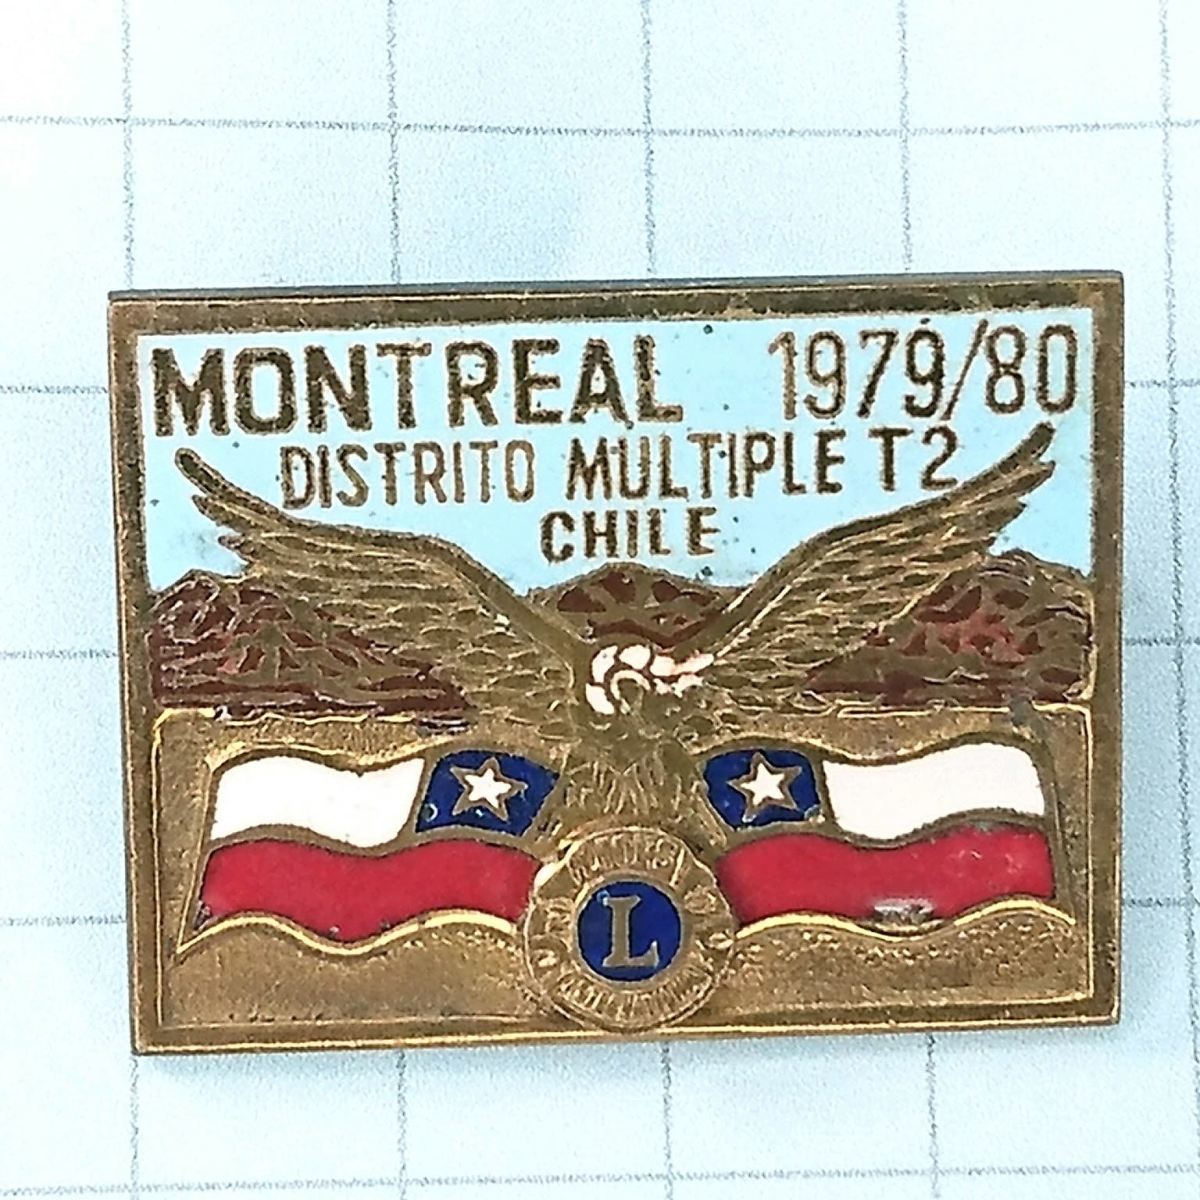 MONTREAL 1979/80
DISTRITO MULTIPLE T2
CHILE
L